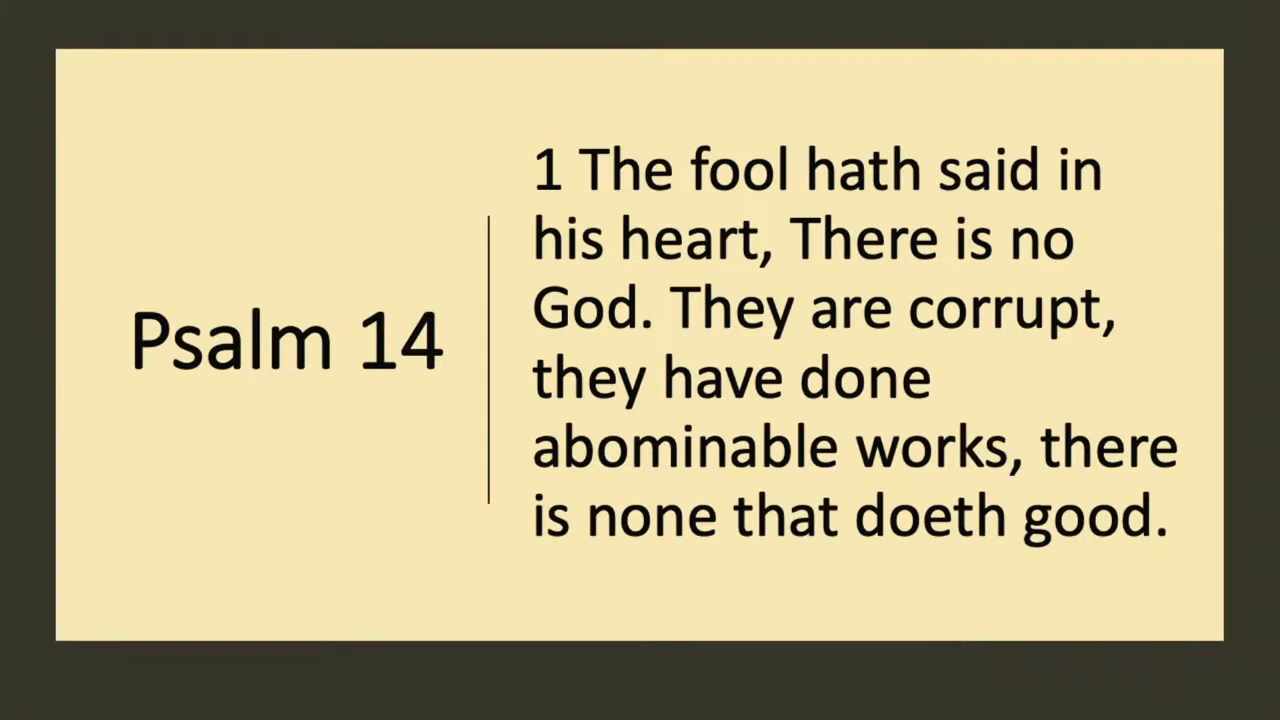 Psalm 14
1 The fool hath said in
his heart, There is no
God. They are corrupt,
they have done
abominable works, there
is none that doeth good.